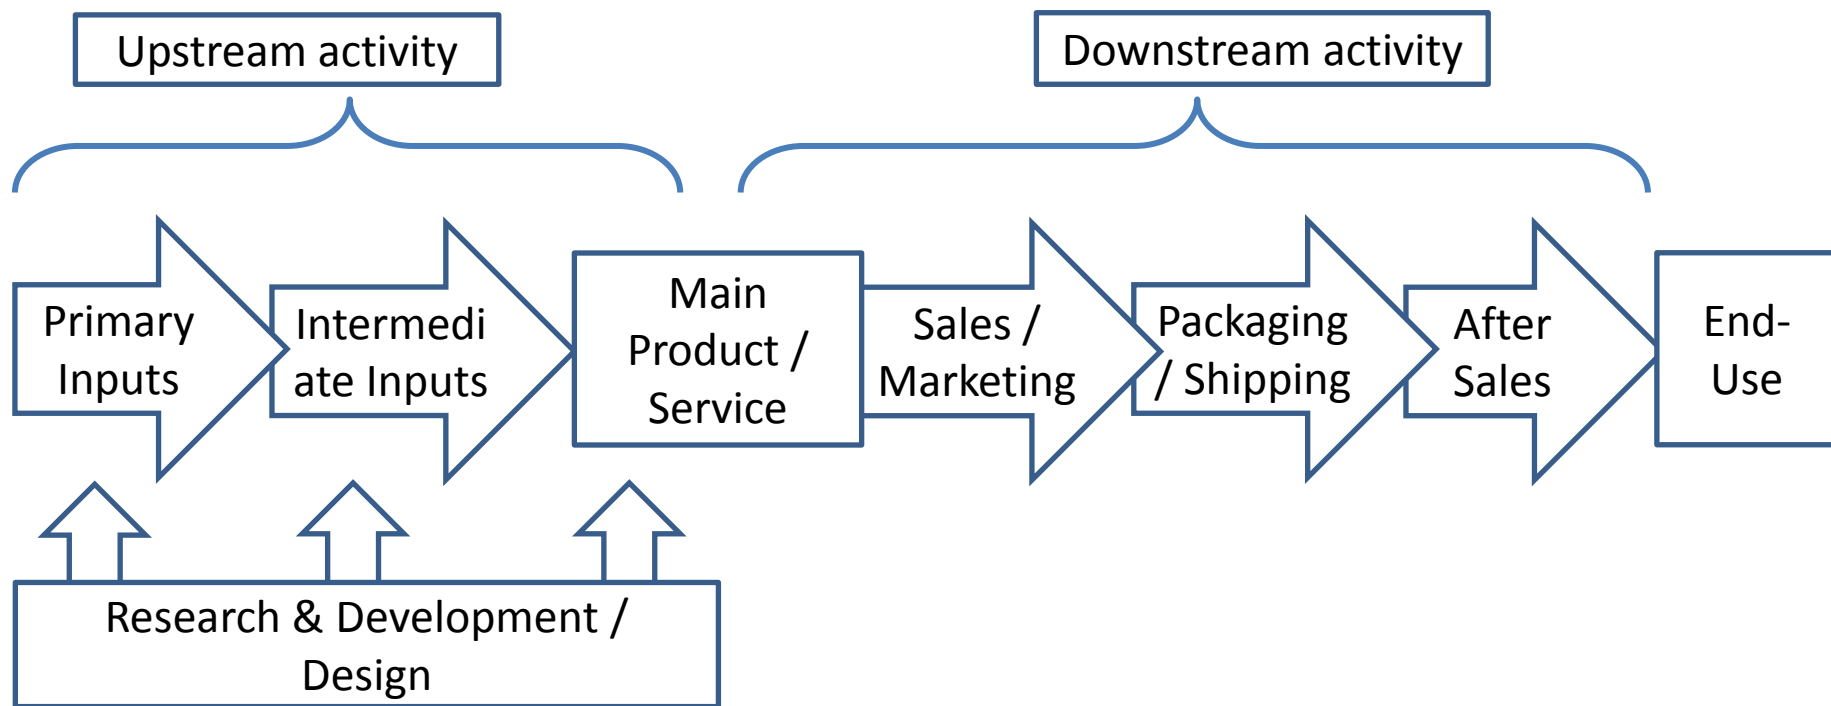 Upstream activity
Downstream activity
Primary
Inputs
Intermedi
ate Inputs
Main
Product /
Service
Sales /
Marketing
Packaging
/ Shipping
After
Sales
End-
Use
Research & Development /
Design